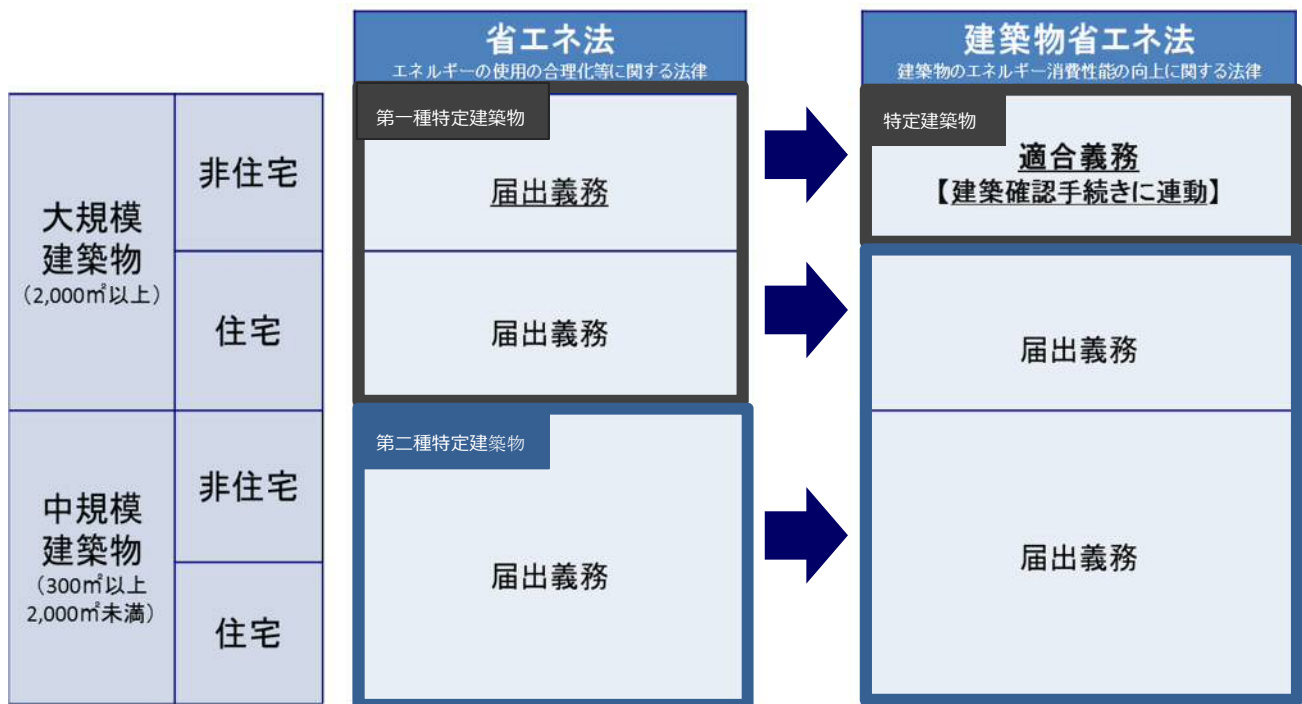 省エネ法
エネルギーの使用の合理化等に関する法律
建築物省エネ法
建築物のエネルギー消費性能の向上に関する法律
大規模
建築物
（2,000㎡以上）
非住宅
住宅
第一種特定建築物
届出義務
届出義務
特定建築物
適合義務
【建築確認手続きに連動】
届出義務
中規模
建築物
（300㎡以上
2,000㎡未満）
非住宅
住宅
第二種特定建築物
届出義務
届出義務